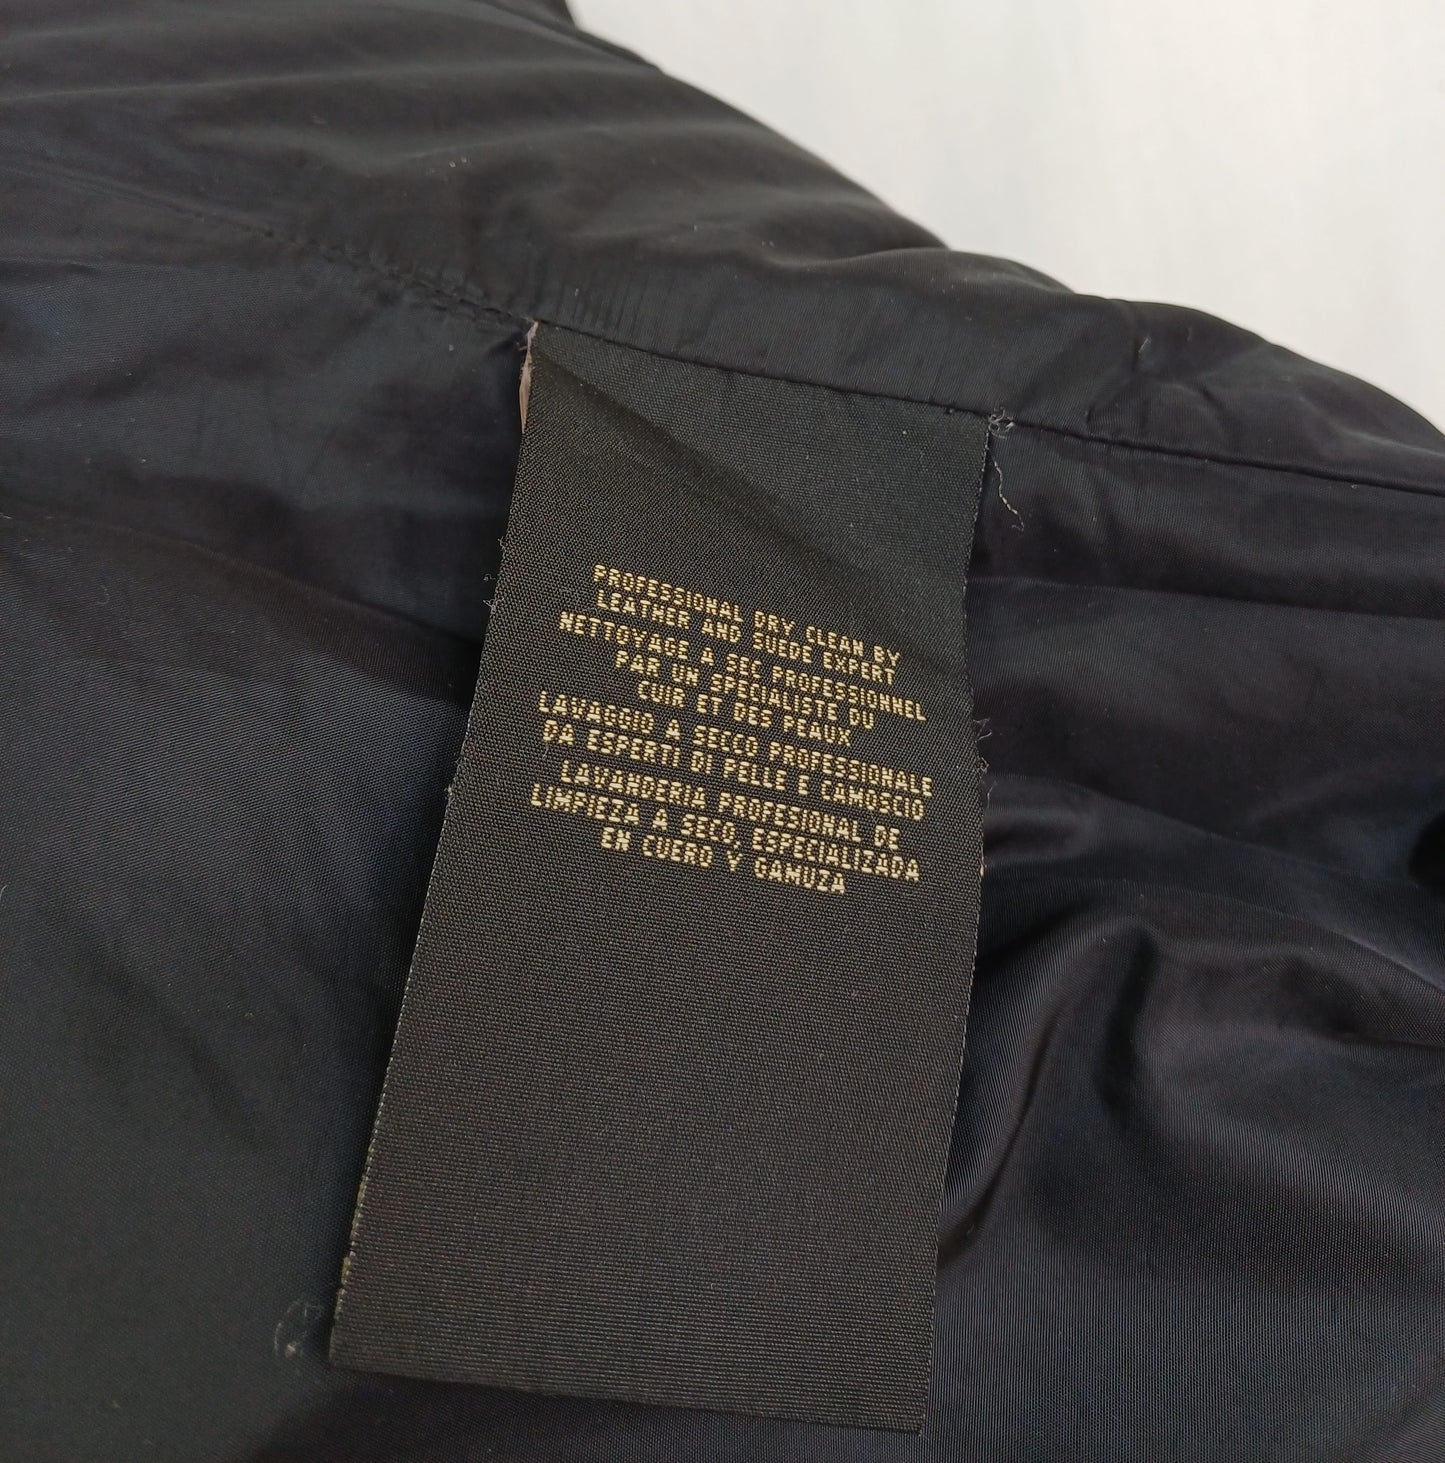 PROFESSIONAL DRY CLEAN BY
LEATHER AND SUEDE EXPERT
NETTOYAGE A SEC PROFESSIONNEL
PAR UN SPECIALISTE DU
CUIR ET DES PEAUX
LAVAGGIO A SECCO PROFESSIONALE
DA ESPERTI DI PELLE E CAMOSCIO
LAVANDERIA PROFESIONAL DE
LIMPIEZA A SECO, ESPECIALIZADA
EN CUERO Y GAMUZA